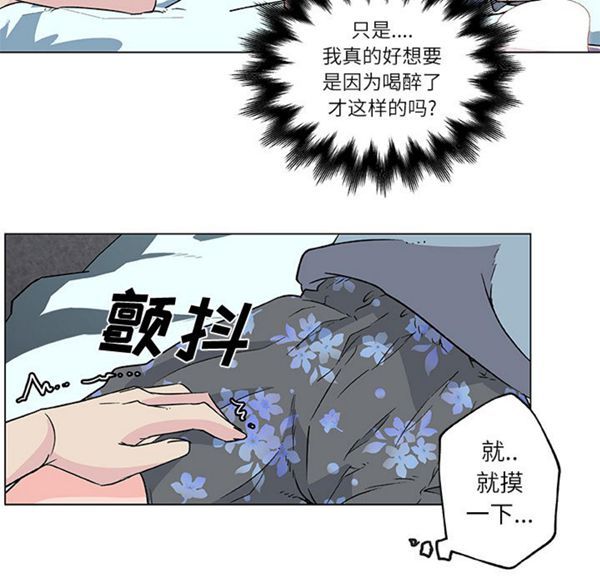 只是....
我真的好想要
是因为喝醉了
才这样的吗?
颤抖
就..
就摸
一下...